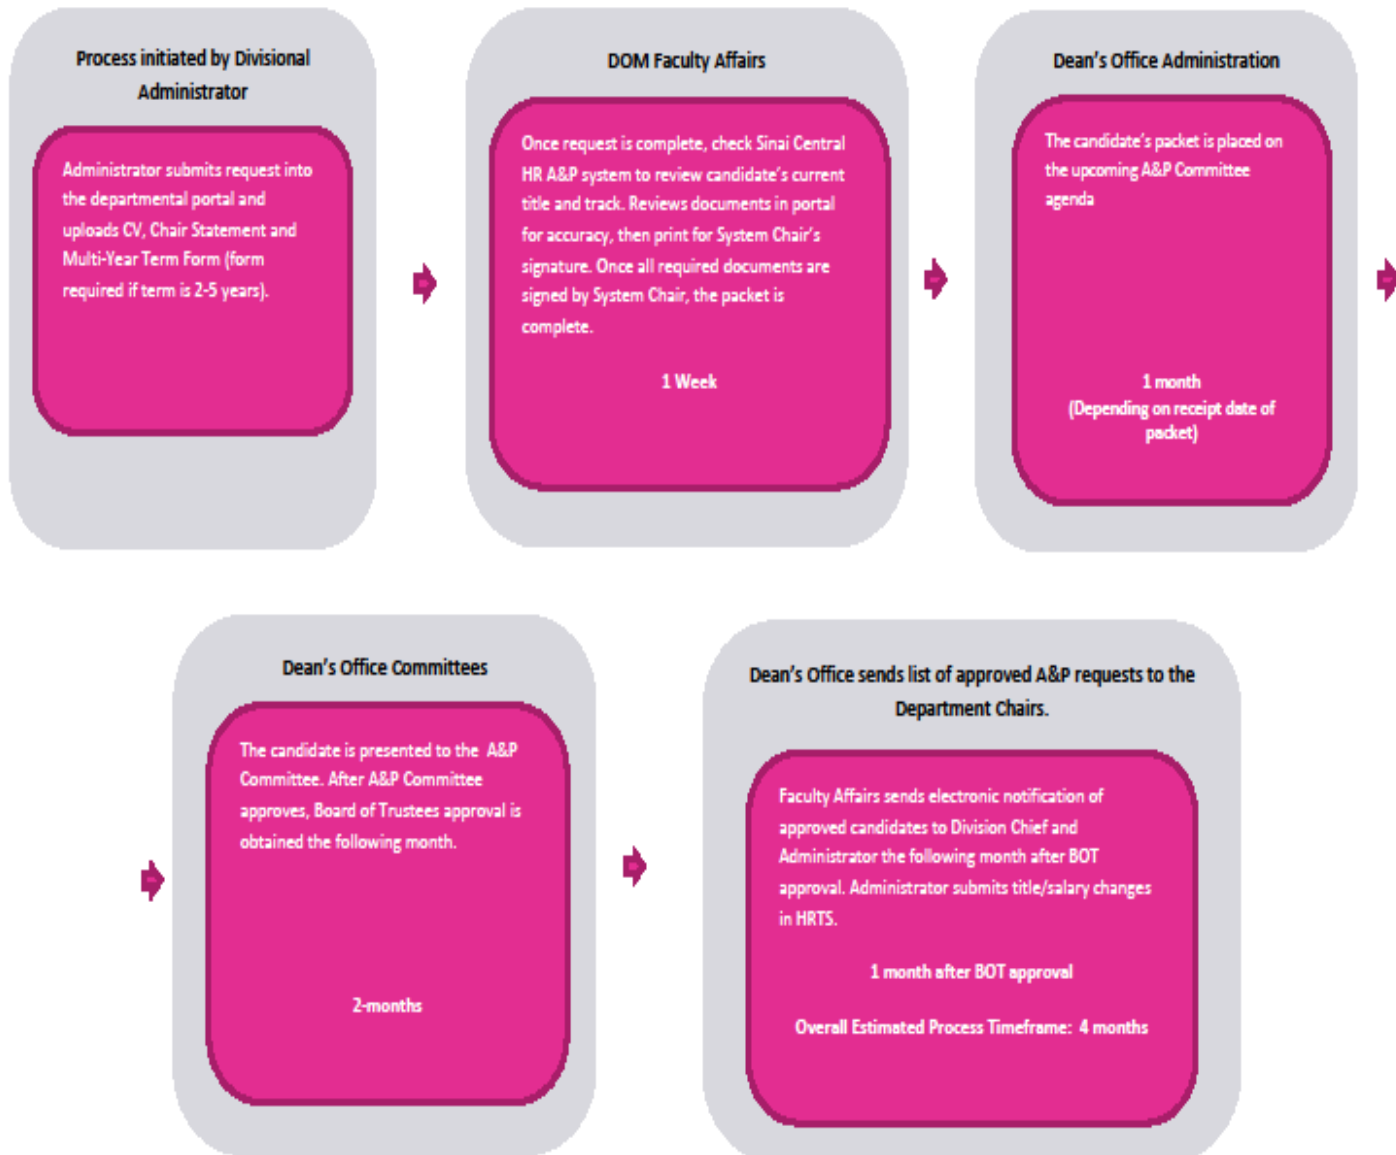 Process initiated by Divisional
Administrator
Administrator submits request into
the departmental portal and
uploads CV, Chair Statement and
Multi-Year Term Form (form
required if term is 2-5 years).
DOM Faculty Affairs
Once request is complete, check Sinai Central
HR A&P system to review candidate's current
title and track. Reviews documents in portal
for accuracy, then print for System Chair's
signature. Once all required documents are
signed by System Chair, the packet is
complete.
1 Week
Dean's Office Administration
The candidate's packet is placed on
the upcoming A&P Committee
agenda
1 month
(Depending on receipt date of
packet)
Dean's Office Committees
The candidate is presented to the A&P
Committee. After A&P Committee
approves, Board of Trustees approval is
obtained the following month.
2-months
Dean's Office sends list of approved A&P requests to the
Department Chairs.
Faculty Affairs sends electronic notification of
approved candidates to Division Chief and
Administrator the following month after BOT
approval. Administrator submits title/salary changes
in HRTS.
1 month after BOT approval
Overall Estimated Process Timeframe: 4 months